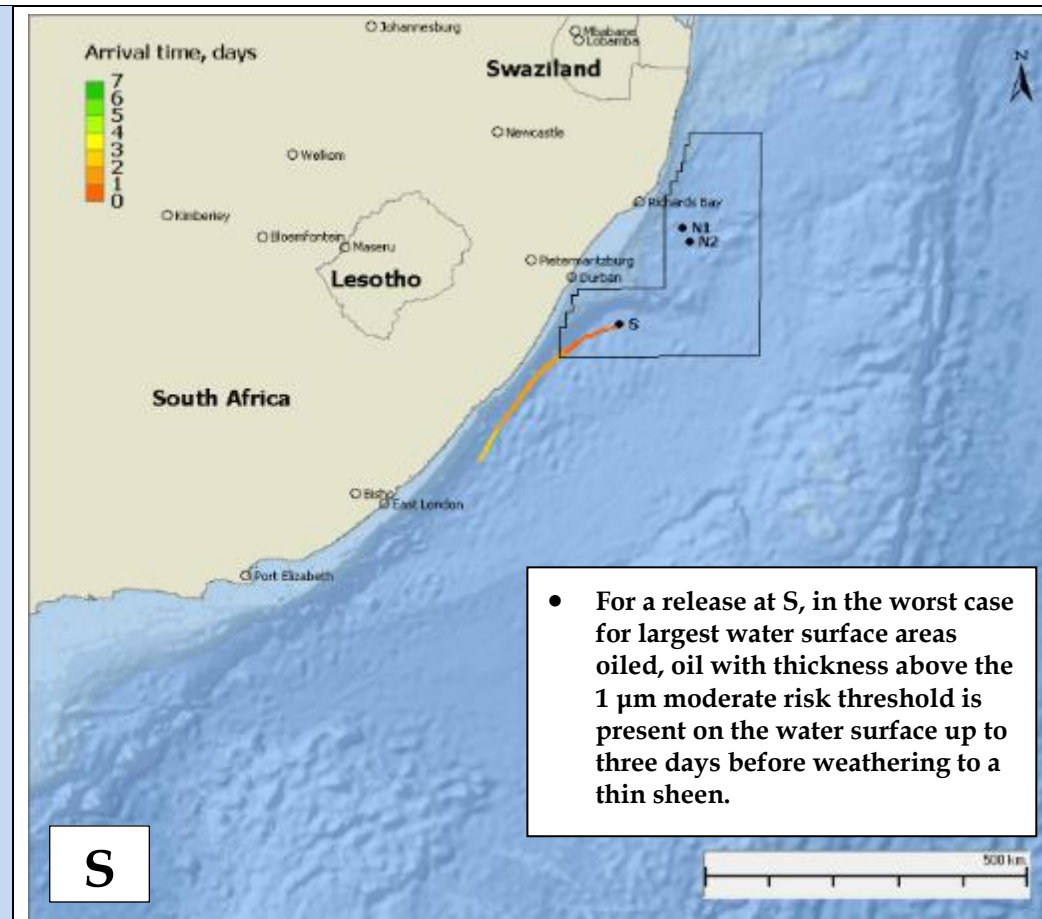 Johannesburg
Mbabane
Lobamba
Arrival time, days
N
Swaziland
7
6
5
4
3
2
1
0
Newcastle
Welkom
Richards Bay
Kimberley
N1
Bloemfontein
N2
Maseru
Pietermaritzburg
Lesotho
Durban
S
South Africa
Bisho
East London
Port Elizabeth
• For a release at S, in the worst case
for largest water surface areas
oiled, oil with thickness above the
1 µm moderate risk threshold is
present on the water surface up to
three days before weathering to a
thin sheen.
S
500 km